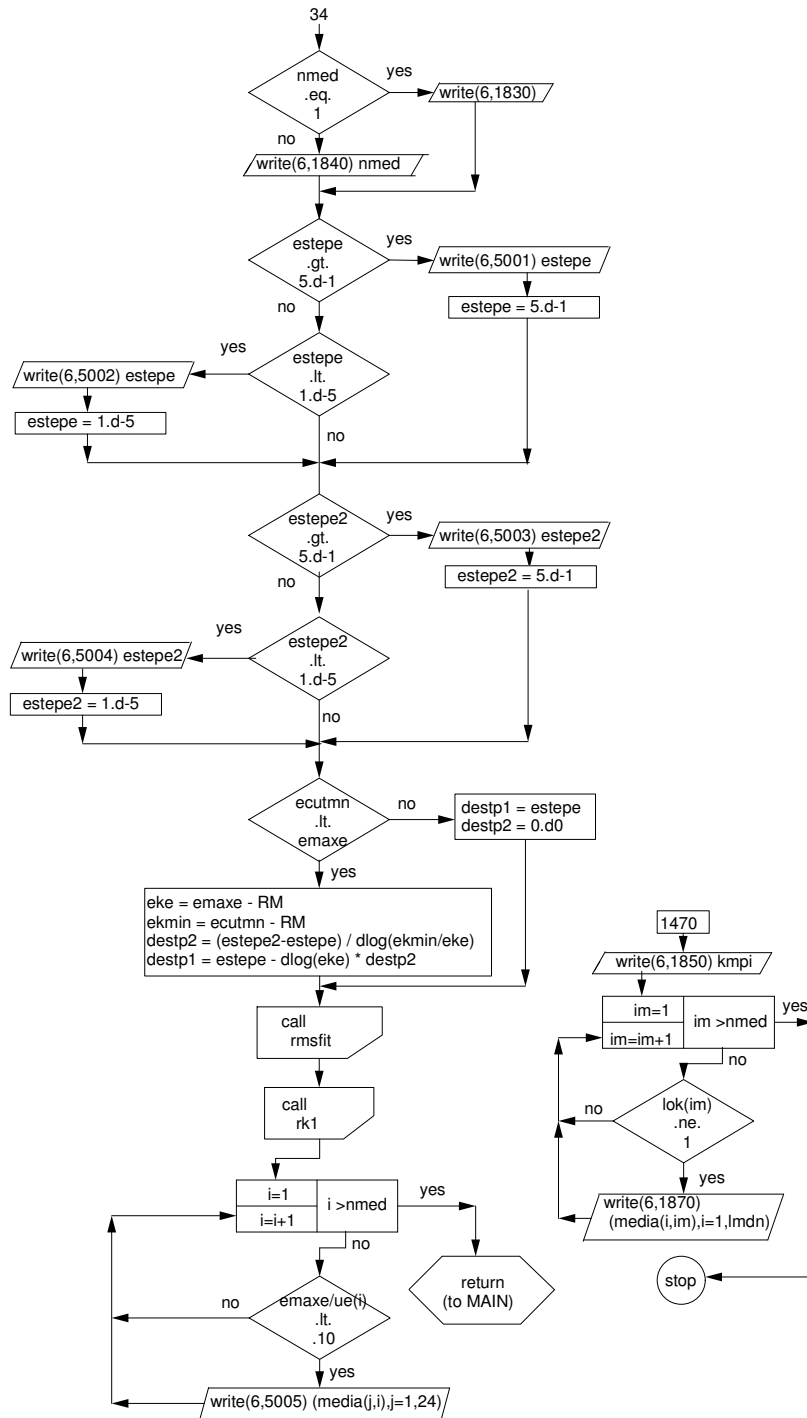 34
nmed
.eq.
1
yes
write(6,1830)
no
write(6,1840) nmed
estepe
.gt.
5.d-1
yes
write(6,5001) estepe
estepe = 5.d-1
no
estepe
.lt.
1.d-5
yes
write(6,5002) estepe
estepe = 1.d-5
no
estepe2
.gt.
5.d-1
yes
write(6,5003) estepe2
estepe2 = 5.d-1
no
estepe2
.lt.
1.d-5
yes
write(6,5004) estepe2
estepe2 = 1.d-5
no
ecutmn
.lt.
emaxe
no
destp1 = estepe
destp2 = 0.d0
yes
eke = emaxe - RM
ekmin = ecutmn - RM
destp2 = (estepe2-estepe) / dlog(ekmin/eke)
destp1 = estepe - dlog(eke) * destp2
call
rmsfit
call
rk1
i=1
i=i+1
i >nmed
yes
no
return
(to MAIN)
emaxe/ue(i)
.lt.
.10
no
yes
write(6,5005) (media(j,i),j=1,24)
1470
write(6,1850) kmpi
im=1
im=im+1
im >nmed
yes
no
lok(im)
.ne.
1
no
yes
write(6,1870)
(media(i,im),i=1,lmdn)
stop